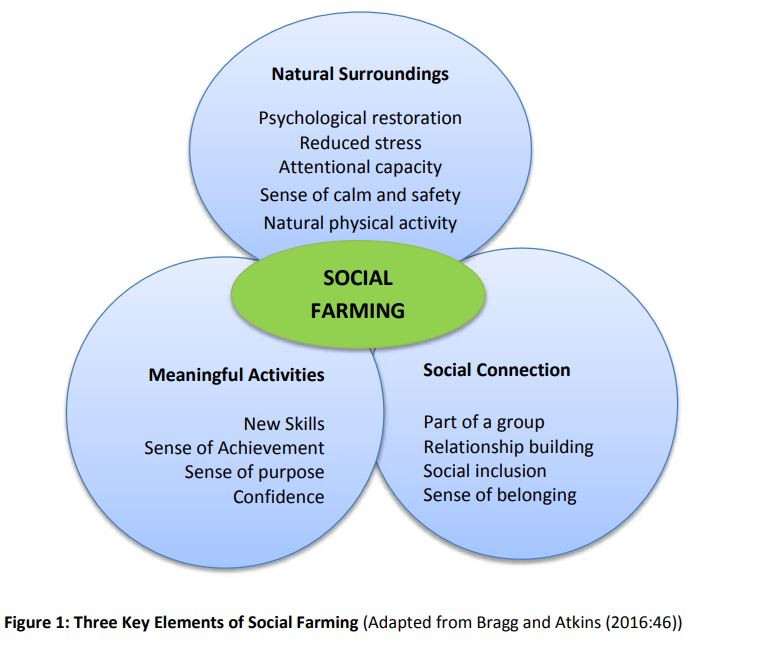 Natural Surroundings
Psychological restoration
Reduced stress
Attentional capacity
Sense of calm and safety
Natural physical activity
SOCIAL
FARMING
Meaningful Activities
New Skills
Sense of Achievement
Sense of purpose
Confidence
Social Connection
Part of a group
Relationship building
Social inclusion
Sense of belonging
Figure 1: Three Key Elements of Social Farming (Adapted from Bragg and Atkins (2016:46))